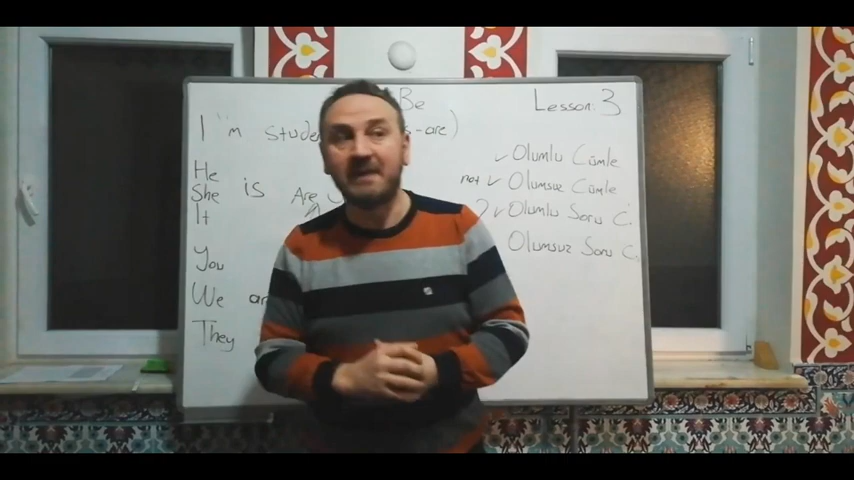 Be
Lesson: 3
I'm
He
She is
It
Are
You
We
They
✓ Olumlu Cümle
not ✓ Olumsuz Cümle
? ✓ Olumlu Soru C.
Olumsuz Soru C.